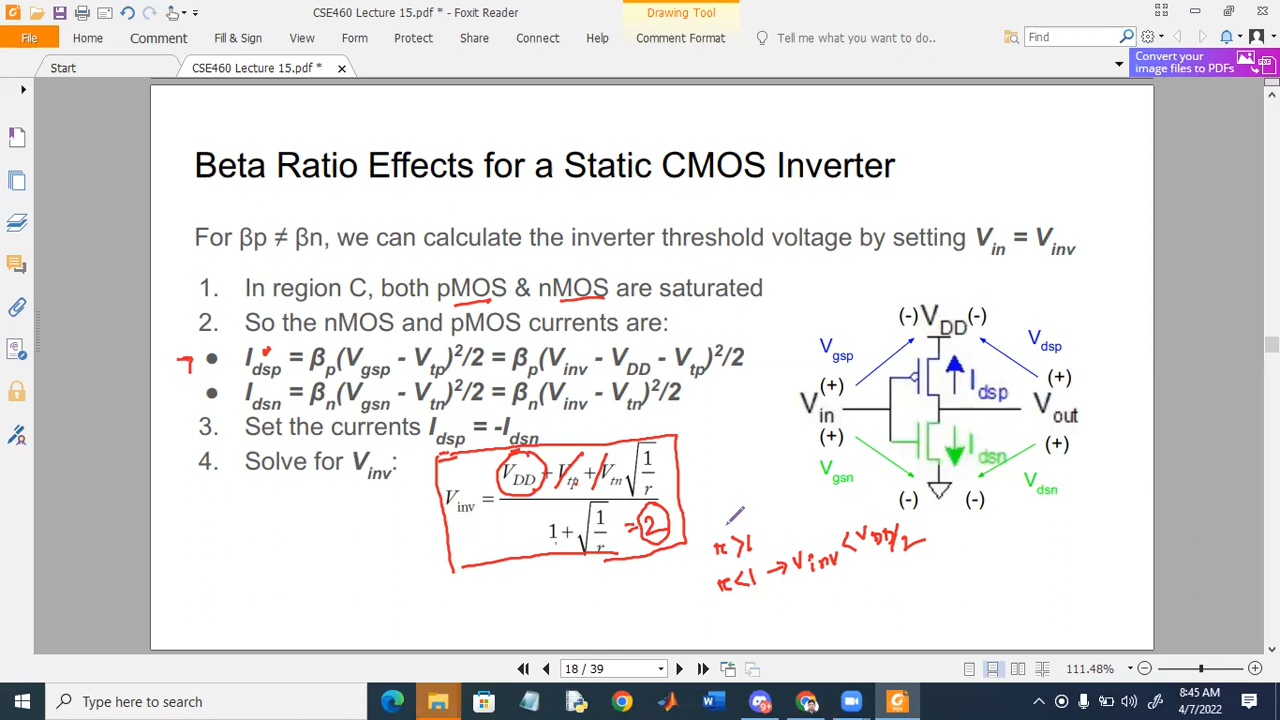 CSE460 Lecture 15.pdf * - Foxit Reader
Drawing Tool
File Home Comment Fill & Sign View Form Protect Share Connect Help Comment Format Tell me what you want to do.. Find
Start
CSE460 Lecture 15.pdf *
Convert your
image files to PDFs
Beta Ratio Effects for a Static CMOS Inverter
For βp ≠ βn, we can calculate the inverter threshold voltage by setting Vin = Vinv
1. In region C, both pMOS & nMOS are saturated
2. So the nMOS and pMOS currents are:
● Idsp = βp(Vgsp - Vtp)²/2 = βp(Vinv - VDD - Vtp)²/2
● Idsn = βn(Vgsn - Vtn)²/2 = βn(Vinv - Vtn)²/2
3. Set the currents Idsp = -Idsn
4. Solve for Vinv:
VDD + Vtp + Vtn √1/r
Vinv =
1 + √1/r = 2
r>1
r<1 → Vinv < VDD/2
(-) VDD (-)
Vgsp
Vdsp
(+)
(+)
Idsp
Vin
Vout
(+)
(+)
Idsn
Vgsn
Vdsn
(-)
(-)
18 / 39
111.48%
Type here to search
8:45 AM
4/7/2022